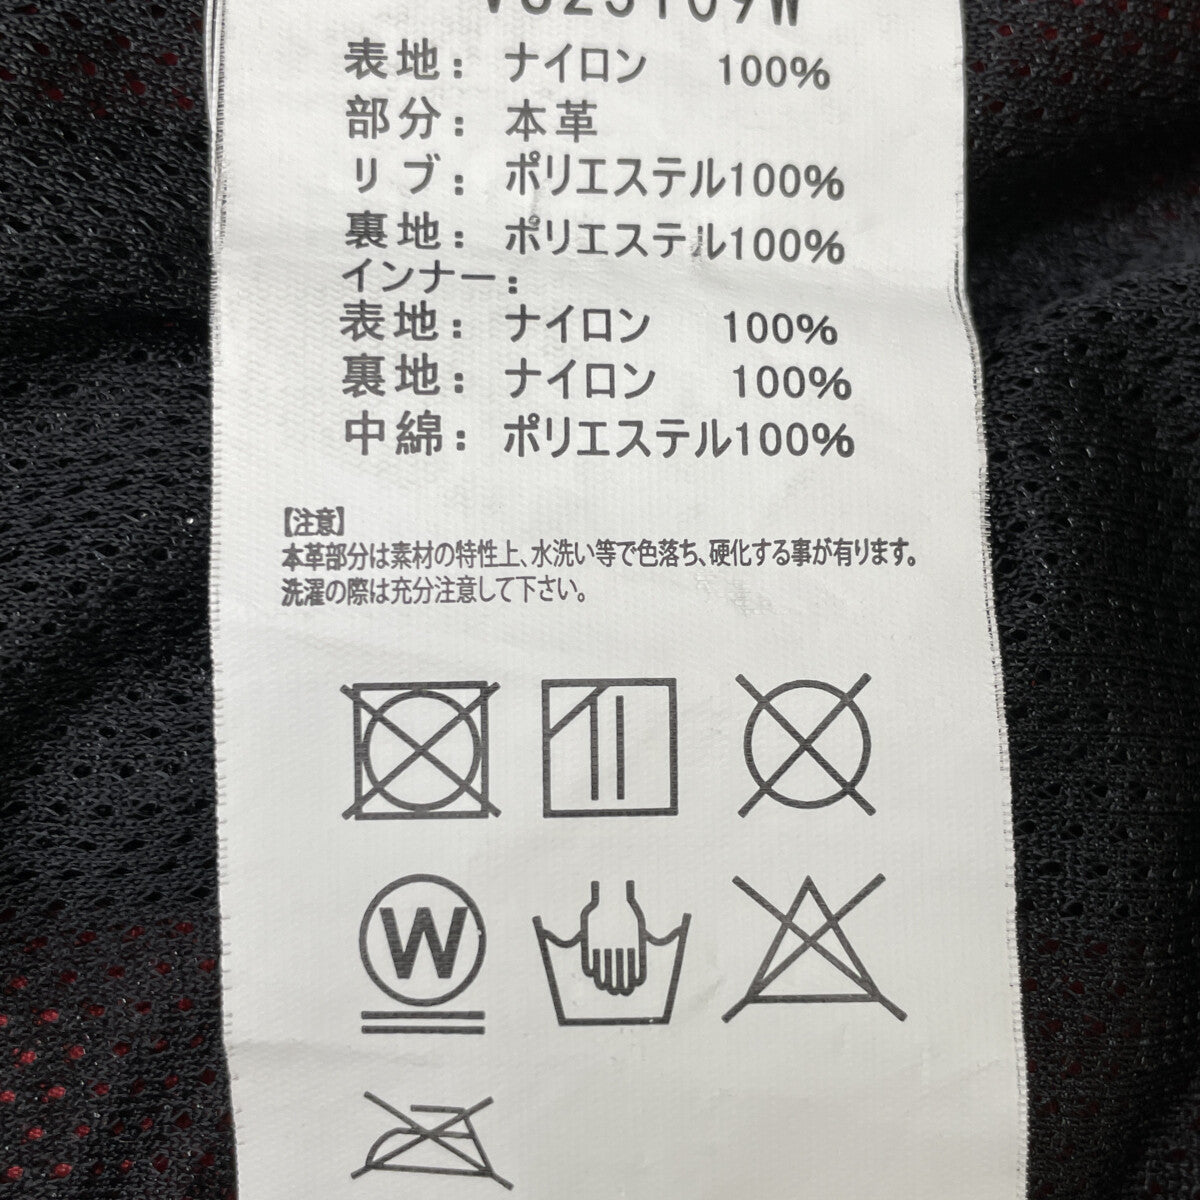 表地: ナイロン 100%
部分: 本革
リブ: ポリエステル100%
裏地: ポリエステル100%
インナー:
表地: ナイロン 100%
裏地: ナイロン 100%
中綿: ポリエステル100%
【注意】
本革部分は素材の特性上、水洗い等で色落ち、硬化する事が有ります。
洗濯の際は充分注意して下さい。
W